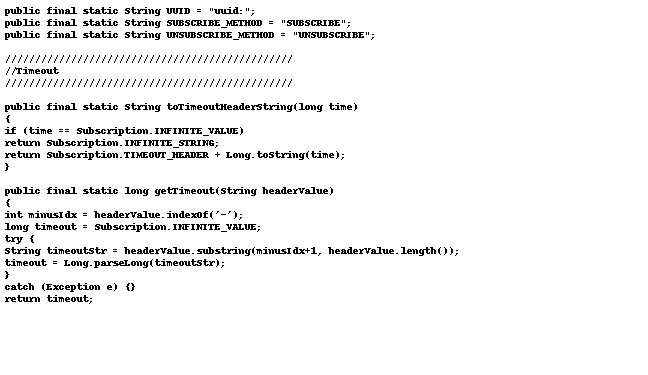 public final static String UUID = "uuid:";
public final static String SUBSCRIBE_METHOD = "SUBSCRIBE";
public final static String UNSUBSCRIBE_METHOD = "UNSUBSCRIBE";
////////////////////////////////////////////////
//Timeout
////////////////////////////////////////////////
public final static String toTimeoutHeaderString(long time)
{
if (time == Subscription.INFINITE_VALUE)
return Subscription.INFINITE_STRING;
return Subscription.TIMEOUT_HEADER + Long.toString(time);
}
public final static long getTimeout(String headerValue)
{
int minusIdx = headerValue.indexOf('-');
long timeout = Subscription.INFINITE_VALUE;
try {
String timeoutStr = headerValue.substring(minusIdx+1, headerValue.length());
timeout = Long.parseLong(timeoutStr);
}
catch (Exception e) {}
return timeout;